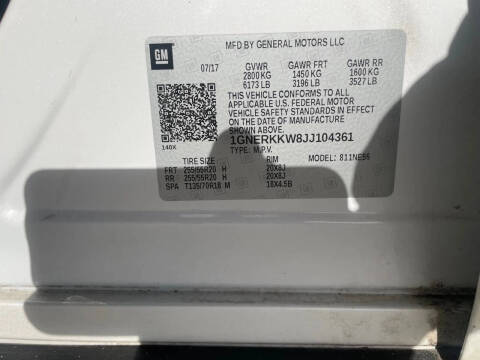 GM
MFD BY GENERAL MOTORS LLC
07/17 GVWR GAWR FRT GAWR RR
2800 KG 1450 KG 1600 KG
6173 LB 3196 LB 3527 LB
THIS VEHICLE CONFORMS TO ALL
APPLICABLE U.S. FEDERAL MOTOR
VEHICLE SAFETY STANDARDS IN EFFECT
ON THE DATE OF MANUFACTURE
SHOWN ABOVE.
1GNERKKW8JJ104361
TYPE: M.P.V.
140X
TIRE SIZE RIM MODEL:
FRT 255/55R20 H 20X8J
RR 255/55R20 H 20X8J
SPA T135/70R18 M 18X4.5B